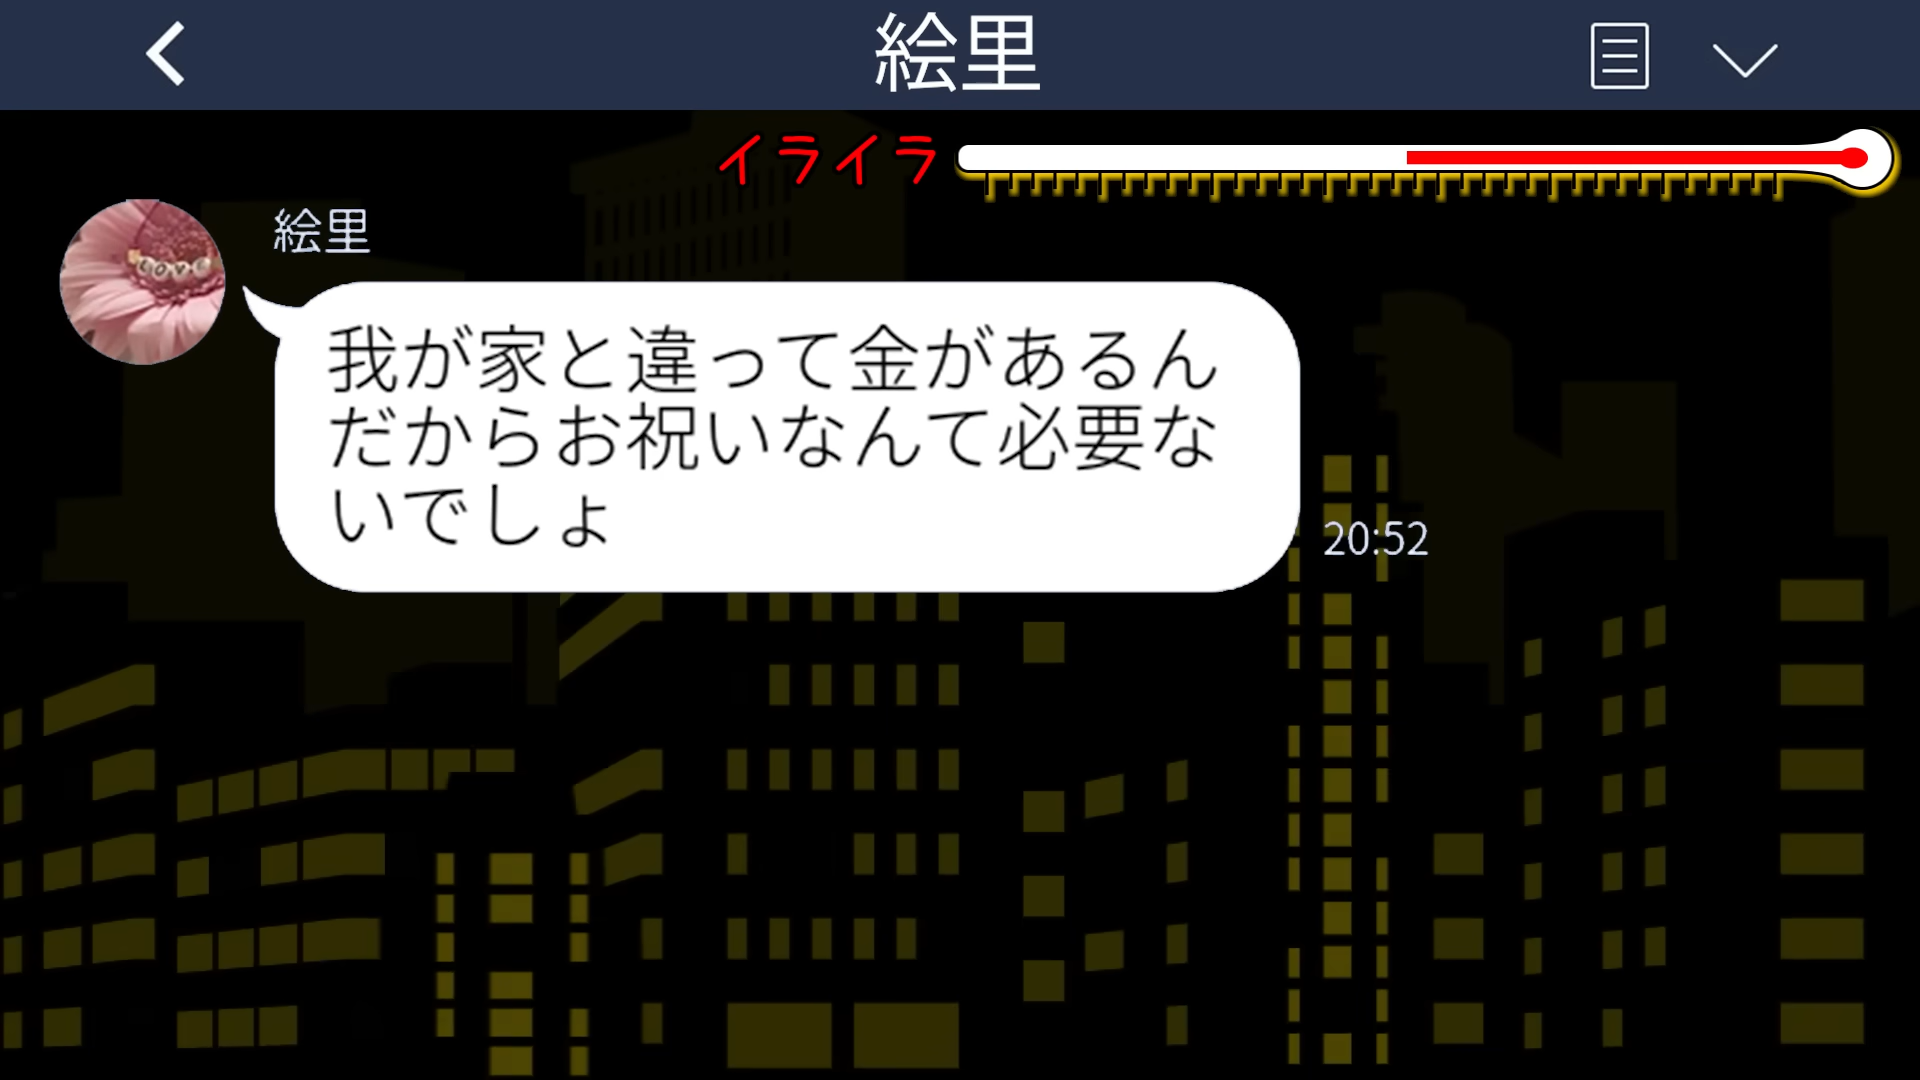 絵里
イライラ
絵里
LOVE
我が家と違って金があるん
だからお祝いなんて必要な
いでしょ
20:52